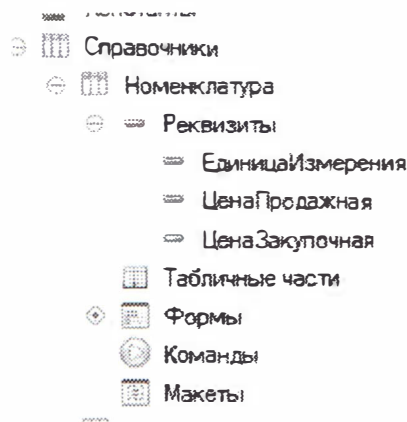 Справочники
Номенклатура
Реквизиты
ЕдиницаИзмерения
ЦенаПродажная
ЦенаЗакупочная
Табличные части
Формы
Команды
Макеты